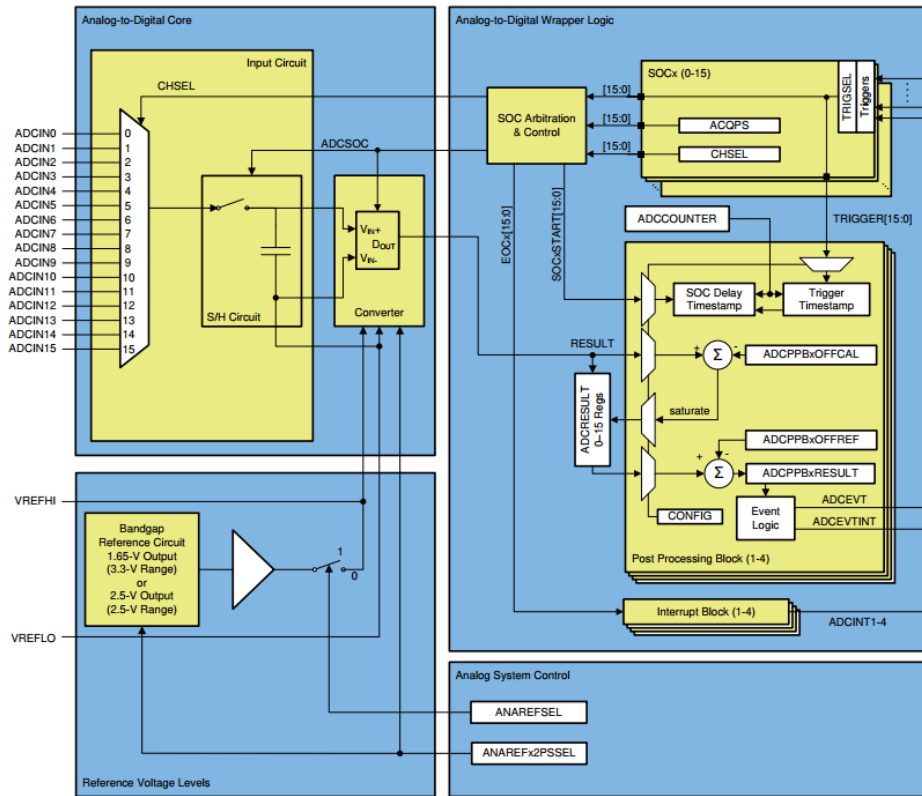 Analog-to-Digital Core
Input Circuit
CHSEL
ADCIN0
ADCIN1
ADCIN2
ADCIN3
ADCIN4
ADCIN5
ADCIN6
ADCIN7
ADCIN8
ADCIN9
ADCIN10
ADCIN11
ADCIN12
ADCIN13
ADCIN14
ADCIN15
0
1
2
3
4
5
6
7
8
9
10
11
12
13
14
15
ADCSOC
S/H Circuit
VIN+
DOUT
VIN-
Converter
Analog-to-Digital Wrapper Logic
SOCx (0-15)
TRIGSEL
Triggers
[15:0]
[15:0]
[15:0]
SOC Arbitration
& Control
ACQPS
CHSEL
EOCx[15:0]
SOCxSTART[15:0]
ADCCOUNTER
TRIGGER[15:0]
SOC Delay
Timestamp
Trigger
Timestamp
RESULT
+
-
Σ
ADCPPBxOFFCAL
ADCRESULT
0–15 Regs
saturate
ADCPPBxOFFREF
+
-
Σ
ADCPPBxRESULT
CONFIG
Event
Logic
ADCEVT
ADCEVTINT
Post Processing Block (1-4)
Interrupt Block (1-4)
ADCINT1-4
VREFHI
Bandgap
Reference Circuit
1.65-V Output
(3.3-V Range)
or
2.5-V Output
(2.5-V Range)
1
0
VREFLO
Reference Voltage Levels
Analog System Control
ANAREFSEL
ANAREFx2PSSEL